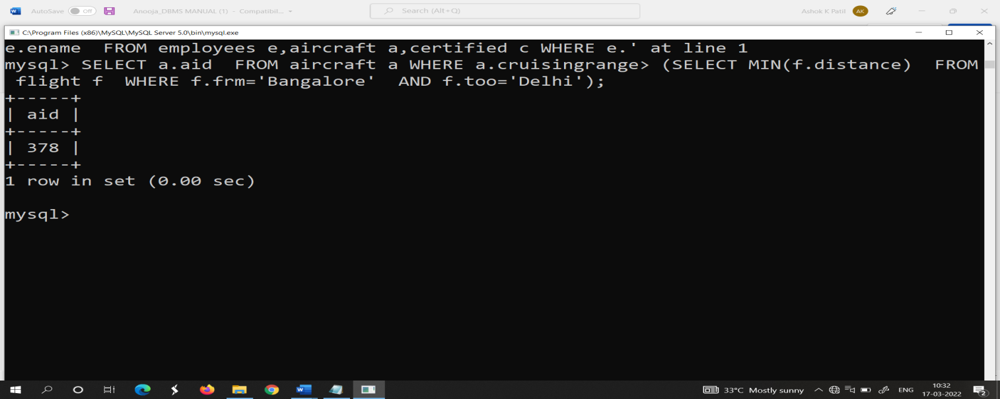 AutoSave Off Anooja_DBMS MANUAL (1) - Compatibil... Search (Alt+Q) Ashok K Patil AK
C:\Program Files (x86)\MySQL\MySQL Server 5.0\bin\mysql.exe
e.ename  FROM employees e,aircraft a,certified c WHERE e.' at line 1
mysql> SELECT a.aid  FROM aircraft a WHERE a.cruisingrange> (SELECT MIN(f.distance)  FROM
 flight f  WHERE f.frm='Bangalore'  AND f.too='Delhi');
+------+
| aid  |
+------+
|  378 |
+------+
1 row in set (0.00 sec)
mysql>
33°C Mostly sunny ENG 10:32
17-03-2022 2